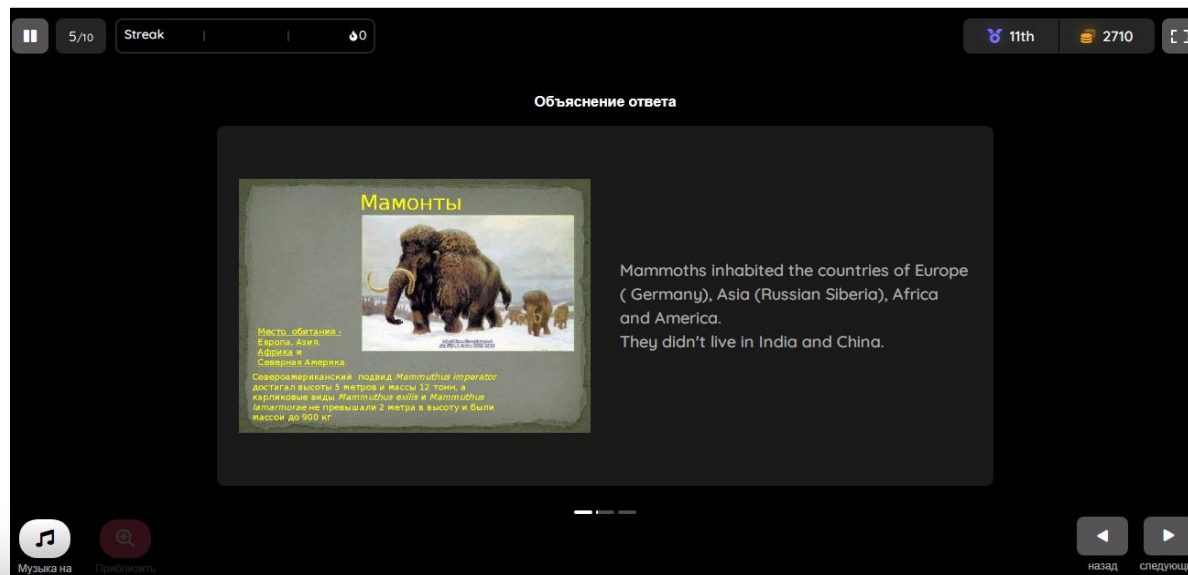 5/10
Streak
0
11th
2710
Объяснение ответа
Мамонты
Место обитания -
Европа, Азия,
Африка и
Северная Америка.
Североамериканский подвид Mammuthus imperator
достигал высоты 5 метров и массы 12 тонн, а
карликовые виды Mammuthus exilis и Mammuthus
lamarmorae не превышали 2 метра в высоту и были
массой до 900 кг
Mammoths inhabited the countries of Europe
( Germany), Asia (Russian Siberia), Africa
and America.
They didn't live in India and China.
Музыка на
Приблизить
назад
следующи